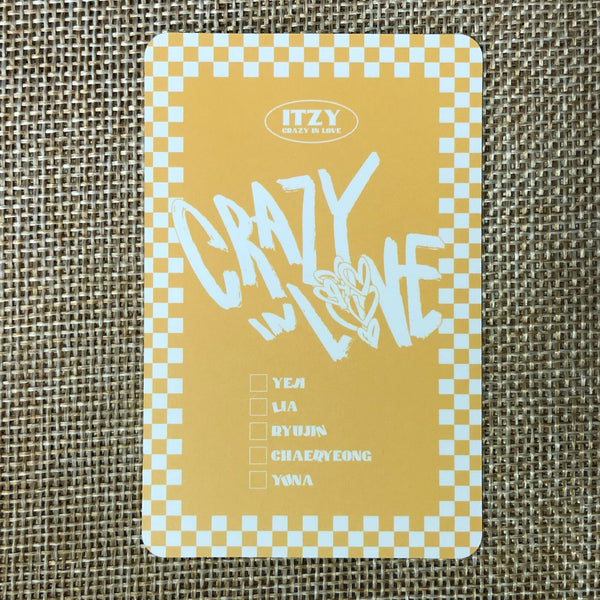 ITZY
CRAZY IN LOVE
CRAZY
IN LOVE
YEJI
LIA
RYUJIN
CHAERYEONG
YUNA